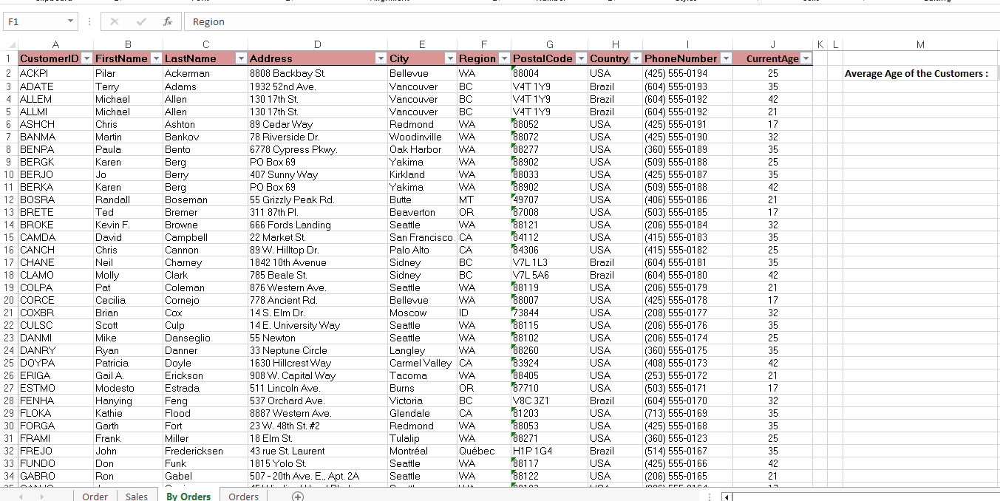 F1 fx Region
A B C D E F G H I J K L M
1 CustomerID FirstName LastName Address City Region PostalCode Country PhoneNumber CurrentAge
2 ACKPI Pilar Ackerman 8808 Backbay St. Bellevue WA 88004 USA (425) 555-0194 25 Average Age of the Customers :
3 ADATE Terry Adams 1932 52nd Ave. Vancouver BC V4T 1Y9 Brazil (604) 555-0193 35
4 ALLEM Michael Allen 130 17th St. Vancouver BC V4T 1Y9 Brazil (604) 555-0192 42
5 ALLMI Michael Allen 130 17th St. Vancouver BC V4T 1Y9 Brazil (604) 555-0192 21
6 ASHCH Chris Ashton 89 Cedar Way Redmond WA 88052 USA (425) 555-0191 17
7 BANMA Martin Bankov 78 Riverside Dr. Woodinville WA 88072 USA (425) 555-0190 32
8 BENPA Paula Bento 6778 Cypress Pkwy. Oak Harbor WA 88277 USA (360) 555-0189 35
9 BERGK Karen Berg PO Box 69 Yakima WA 88902 USA (509) 555-0188 25
10 BERJO Jo Berry 407 Sunny Way Kirkland WA 88033 USA (425) 555-0187 35
11 BERKA Karen Berg PO Box 69 Yakima WA 88902 USA (509) 555-0188 42
12 BOSRA Randall Boseman 55 Grizzly Peak Rd. Butte MT 49707 USA (406) 555-0186 21
13 BRETE Ted Bremer 311 87th Pl. Beaverton OR 87008 USA (503) 555-0185 17
14 BROKE Kevin F. Browne 666 Fords Landing Seattle WA 88121 USA (206) 555-0184 32
15 CAMDA David Campbell 22 Market St. San Francisco CA 84112 USA (415) 555-0183 35
16 CANCH Chris Cannon 89 W. Hilltop Dr. Palo Alto CA 84306 USA (415) 555-0182 25
17 CHANE Neil Charney 1842 10th Avenue Sidney BC V7L 1L3 Brazil (604) 555-0181 35
18 CLAMO Molly Clark 785 Beale St. Sidney BC V7L 5A6 Brazil (604) 555-0180 42
19 COLPA Pat Coleman 876 Western Ave. Seattle WA 88119 USA (206) 555-0179 21
20 CORCE Cecilia Cornejo 778 Ancient Rd. Bellevue WA 88007 USA (425) 555-0178 17
21 COXBR Brian Cox 14 S. Elm Dr. Moscow ID 73844 USA (208) 555-0177 32
22 CULSC Scott Culp 14 E. University Way Seattle WA 88115 USA (206) 555-0176 35
23 DANMI Mike Danseglio 55 Newton Seattle WA 88102 USA (206) 555-0174 25
24 DANRY Ryan Danner 33 Neptune Circle Langley WA 88260 USA (360) 555-0175 35
25 DOYPA Patricia Doyle 1630 Hillcrest Way Carmel Valley CA 83924 USA (408) 555-0173 42
26 ERIGA Gail A. Erickson 908 W. Capital Way Tacoma WA 88405 USA (253) 555-0172 21
27 ESTMO Modesto Estrada 511 Lincoln Ave. Burns OR 87710 USA (503) 555-0171 17
28 FENHA Hanying Feng 537 Orchard Ave. Victoria BC V8C 3Z1 Brazil (604) 555-0170 32
29 FLOKA Kathie Flood 8887 Western Ave. Glendale CA 81203 USA (713) 555-0169 35
30 FORGA Garth Fort 23 W. 48th St. #2 Redmond WA 88053 USA (425) 555-0168 35
31 FRAMI Frank Miller 18 Elm St. Tulalip WA 88271 USA (360) 555-0123 25
32 FREJO John Fredericksen 43 rue St. Laurent Montréal Québec H1P 1G4 Brazil (514) 555-0167 35
33 FUNDO Don Funk 1815 Yolo St. Seattle WA 88117 USA (425) 555-0166 42
34 GABRO Ron Gabel 507 - 20th Ave. E., Apt. 2A Seattle WA 88122 USA (206) 555-0165 21
Order Sales By Orders Orders